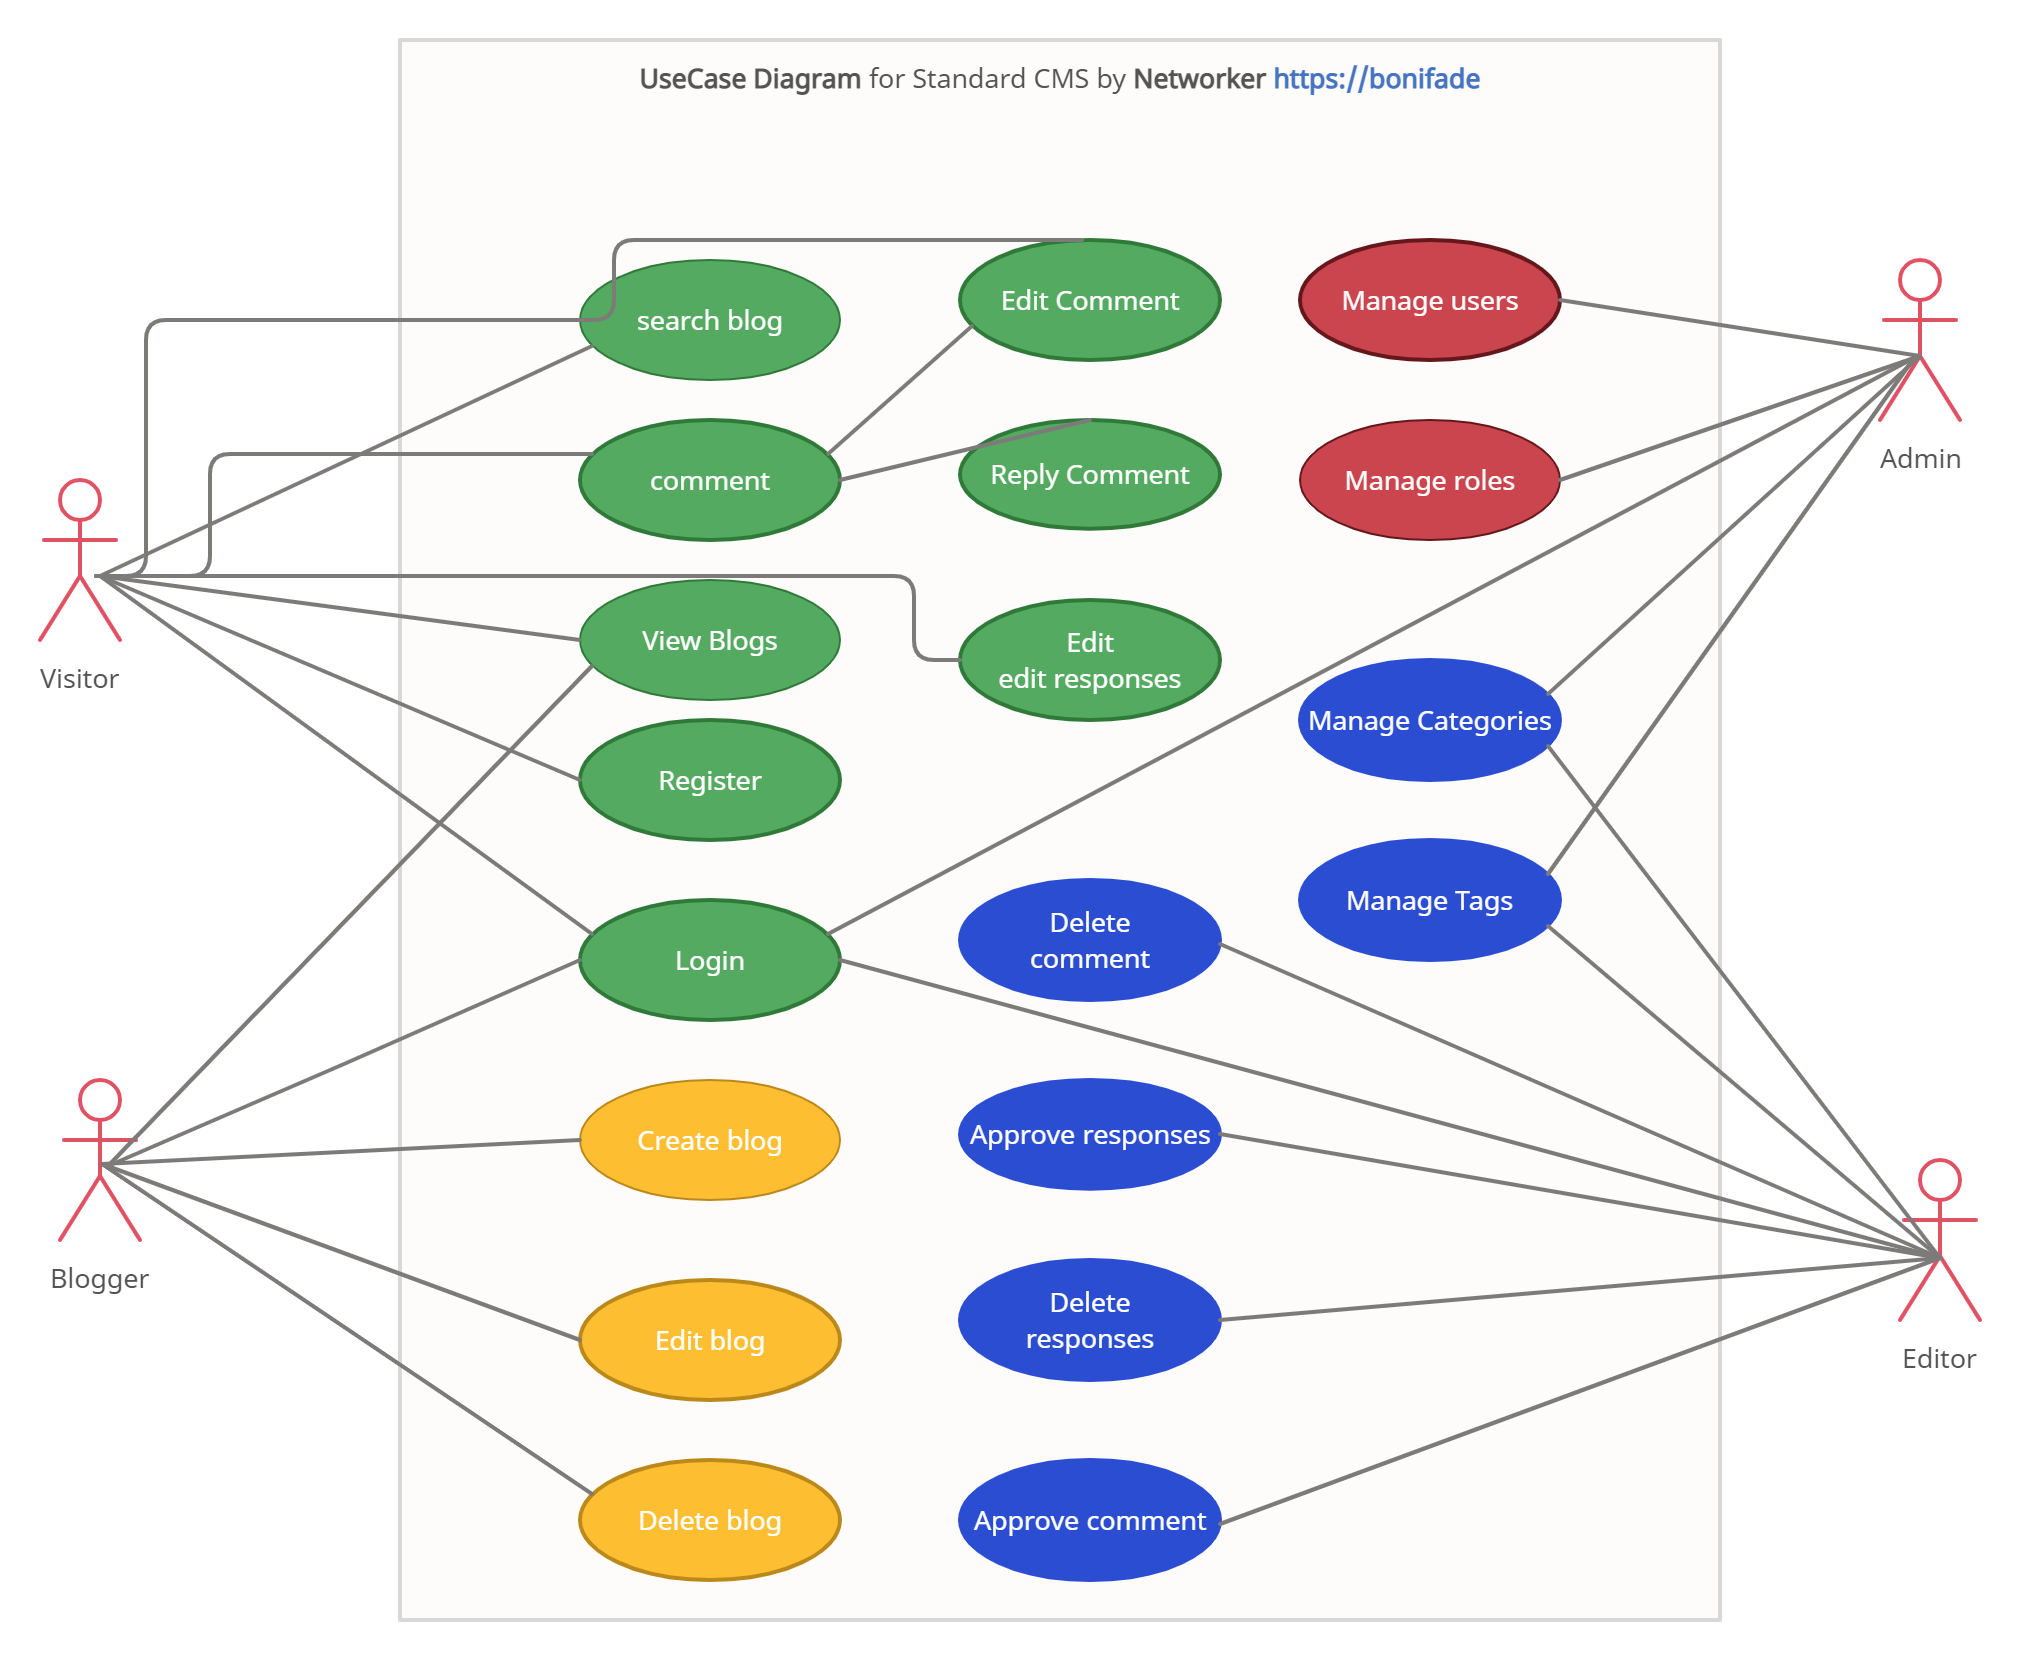 UseCase Diagram for Standard CMS by Networker https://bonifade
search blog
Edit Comment
Manage users
comment
Reply Comment
Manage roles
Admin
Visitor
View Blogs
Edit
edit responses
Manage Categories
Register
Login
Delete
comment
Manage Tags
Create blog
Approve responses
Blogger
Edit blog
Delete
responses
Editor
Delete blog
Approve comment